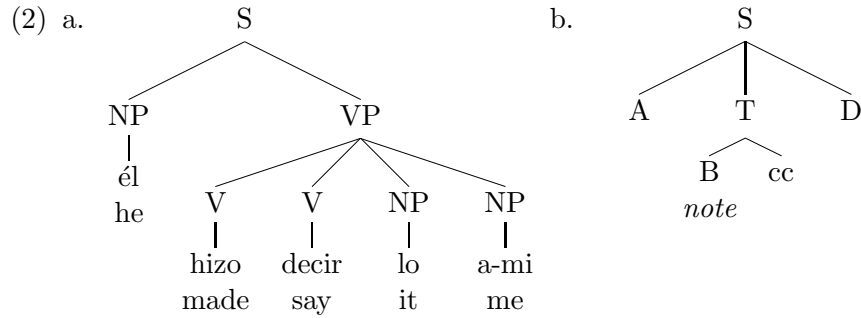 (2) a. S b. S
NP VP A T D
él
he
V V NP NP B cc
note
hizo decir lo a-mi
made say it me